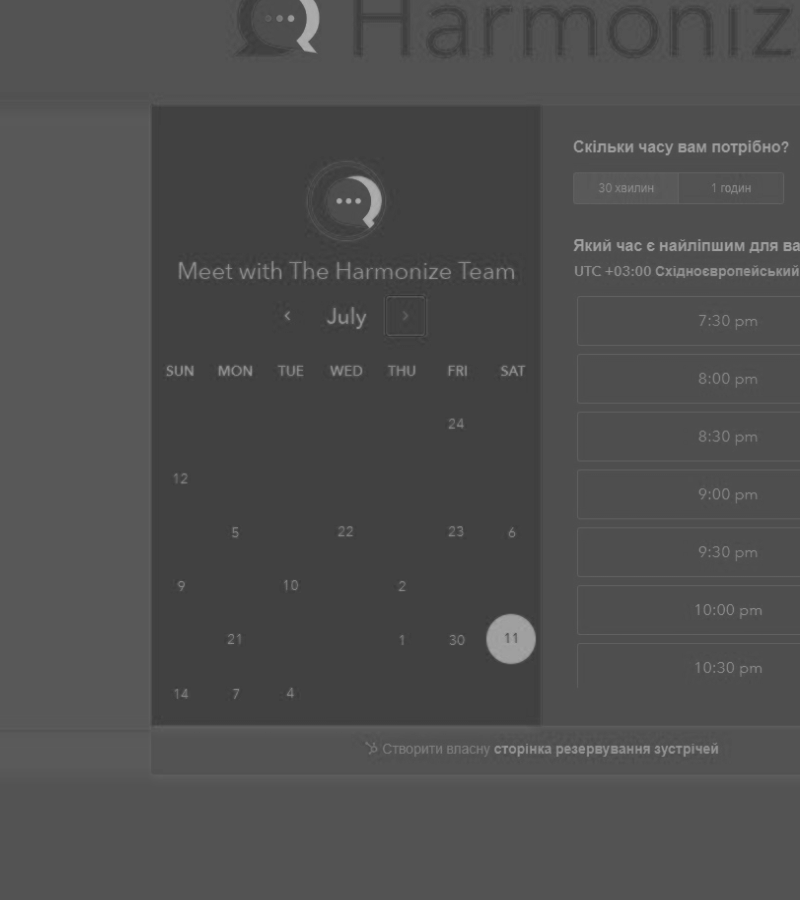 Harmoniz
Meet with The Harmonize Team
‹ July ›
SUN MON TUE WED THU FRI SAT
24
12
5 22 23 6
9 10 2
21 1 30 11
14 7 4
Скільки часу вам потрібно?
30 хвилин 1 годин
Який час є найліпшим для ва
UTC +03:00 Східноєвропейський
7:30 pm
8:00 pm
8:30 pm
9:00 pm
9:30 pm
10:00 pm
10:30 pm
Створити власну сторінка резервування зустрічей